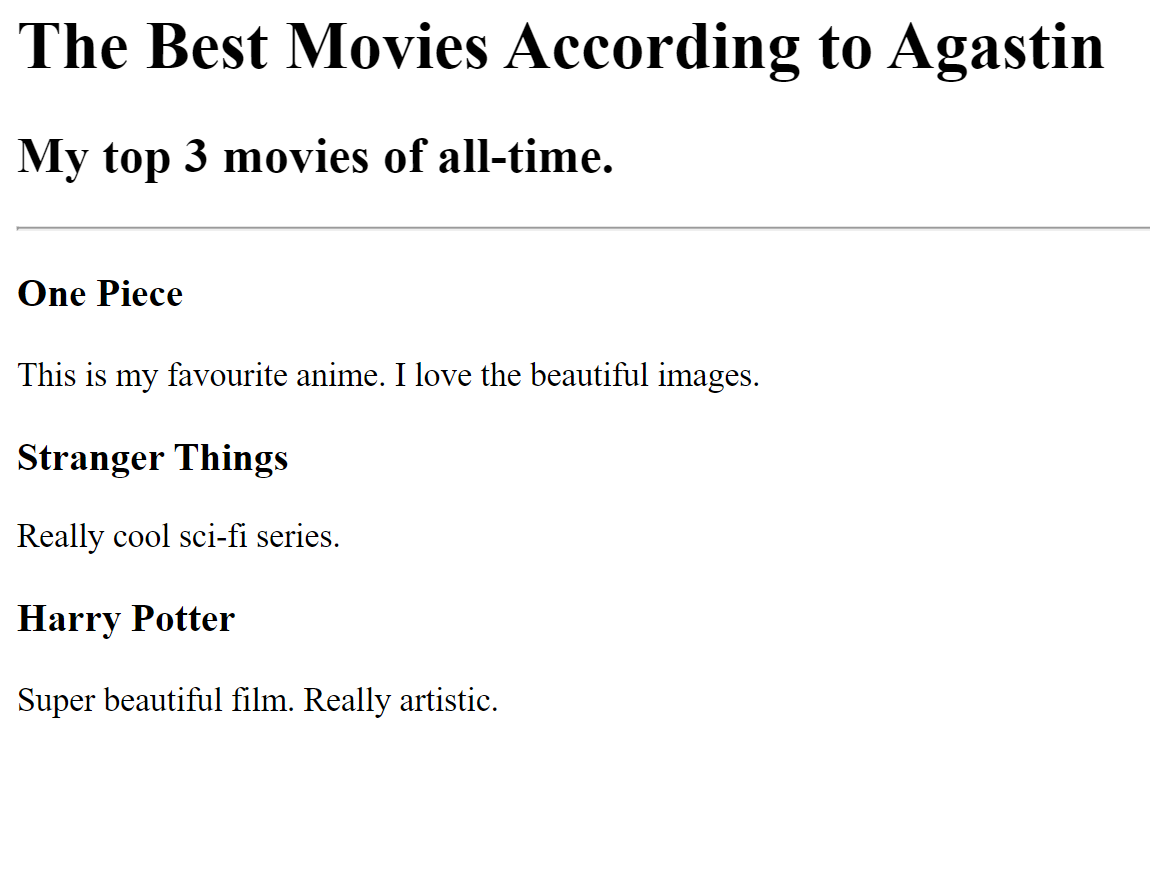 The Best Movies According to Agastin
My top 3 movies of all-time.
One Piece
This is my favourite anime. I love the beautiful images.
Stranger Things
Really cool sci-fi series.
Harry Potter
Super beautiful film. Really artistic.